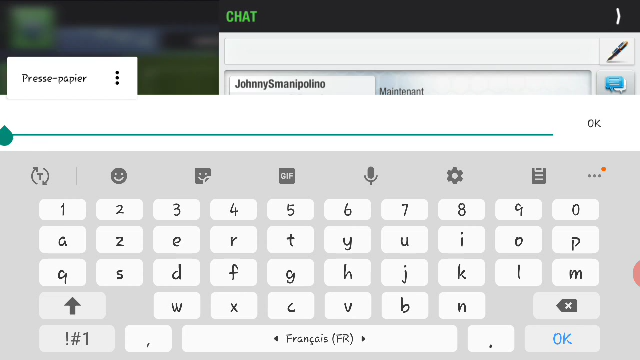 CHAT
Presse-papier
JohnnySmanipolino
Maintenant
OK
GIF
1 2 3 4 5 6 7 8 9 0
a z e r t y u i o p
q s d f g h j k l m
w x c v b n
!#1 , Français (FR) . OK